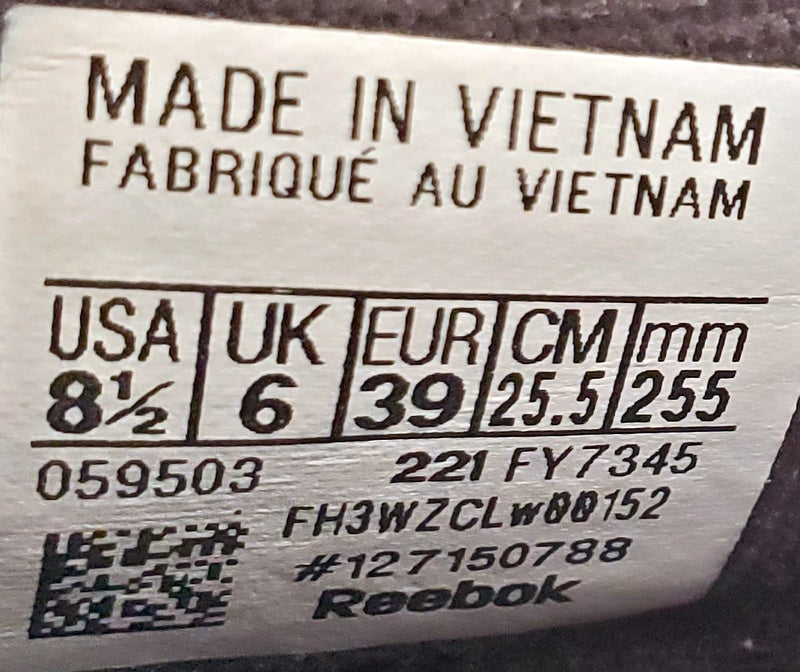 MADE IN VIETNAM
FABRIQUÉ AU VIETNAM
USA UK EUR CM mm
8½ 6 39 25.5 255
059503 221 FY7345
FH3WZCLw00152
#127150788
Reebok